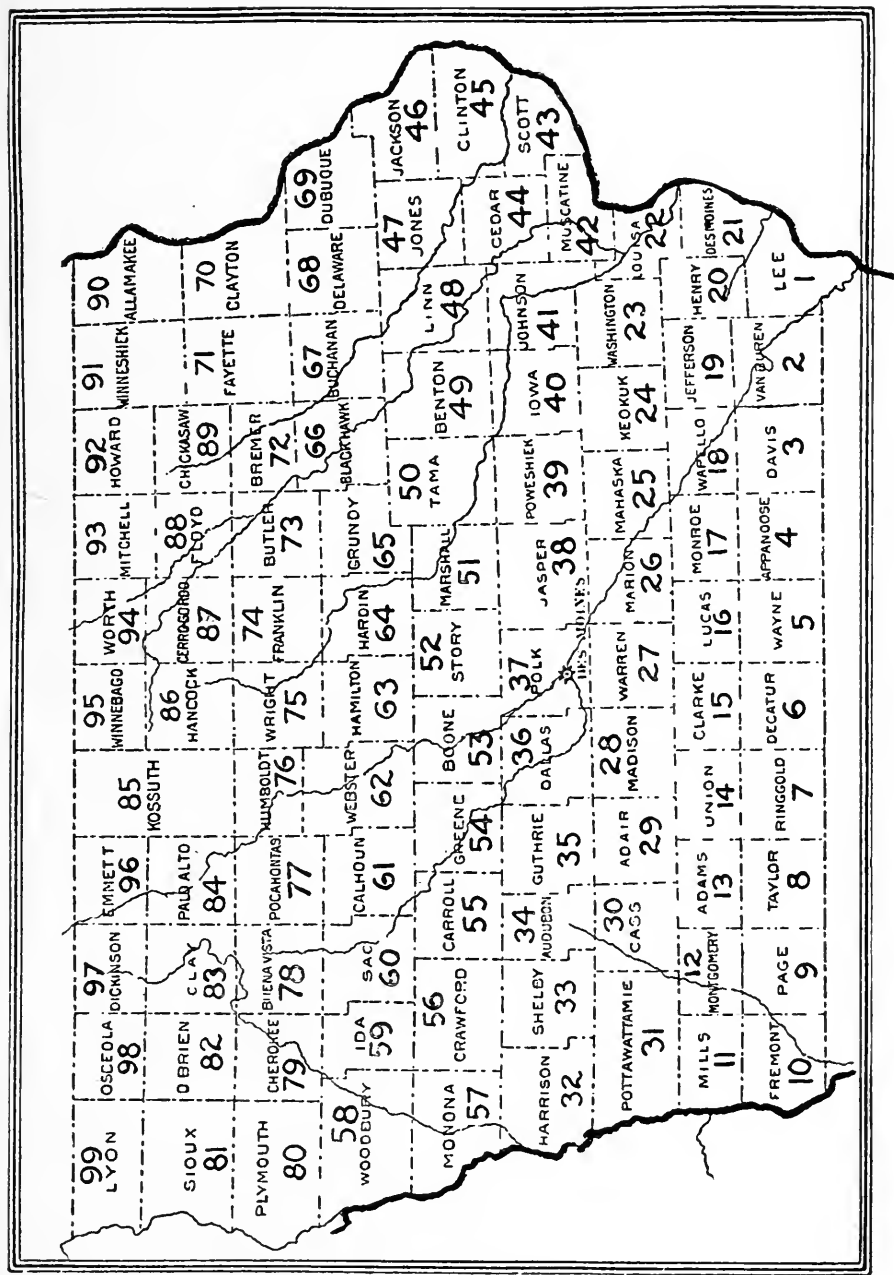 99
LYON
OSCEOLA
98
97
DICKINSON
EMMETT
96
85
KOSSUTH
95
WINNEBAGO
WORTH
94
93
MITCHELL
92
HOWARD
91
WINNESHIEK
90
ALLAMAKEE
SIOUX
81
O BRIEN
82
CLAY
83
PALO ALTO
84
86
HANCOCK
CERROGORDO
87
88
FLOYD
CHICKASAW
89
71
FAYETTE
70
CLAYTON
PLYMOUTH
80
CHEROKEE
79
BUENA VISTA
78
POCAHONTAS
77
HUMBOLDT
76
WRIGHT
75
74
FRANKLIN
BUTLER
73
BREMER
72
58
WOODBURY
IDA
59
SAC
60
CALHOUN
61
WEBSTER
62
HAMILTON
63
HARDIN
64
GRUNDY
65
66
BLACKHAWK
67
BUCHANAN
68
DELAWARE
69
DUBUQUE
MONONA
57
56
CRAWFORD
CARROLL
55
GREENE
54
BOONE
53
52
STORY
MARSHALL
51
50
TAMA
BENTON
49
LINN
48
47
JONES
JACKSON
46
CLINTON
45
HARRISON
32
SHELBY
33
34
AUDUBON
GUTHRIE
35
36
DALLAS
37
POLK
DES MOINES
JASPER
38
POWESHIEK
39
IOWA
40
JOHNSON
41
CEDAR
44
MUSCATINE
42
SCOTT
43
POTTAWATTAMIE
31
30
CASS
ADAIR
29
28
MADISON
WARREN
27
MARION
26
MAHASKA
25
KEOKUK
24
WASHINGTON
23
LOUISA
22
MILLS
11
12
MONTGOMERY
ADAMS
13
UNION
14
CLARKE
15
LUCAS
16
MONROE
17
WAPELLO
18
JEFFERSON
19
HENRY
20
DESMOINES
21
FREMONT
10
PAGE
9
TAYLOR
8
RINGGOLD
7
DECATUR
6
WAYNE
5
APPANOOSE
4
DAVIS
3
VAN BUREN
2
LEE
1